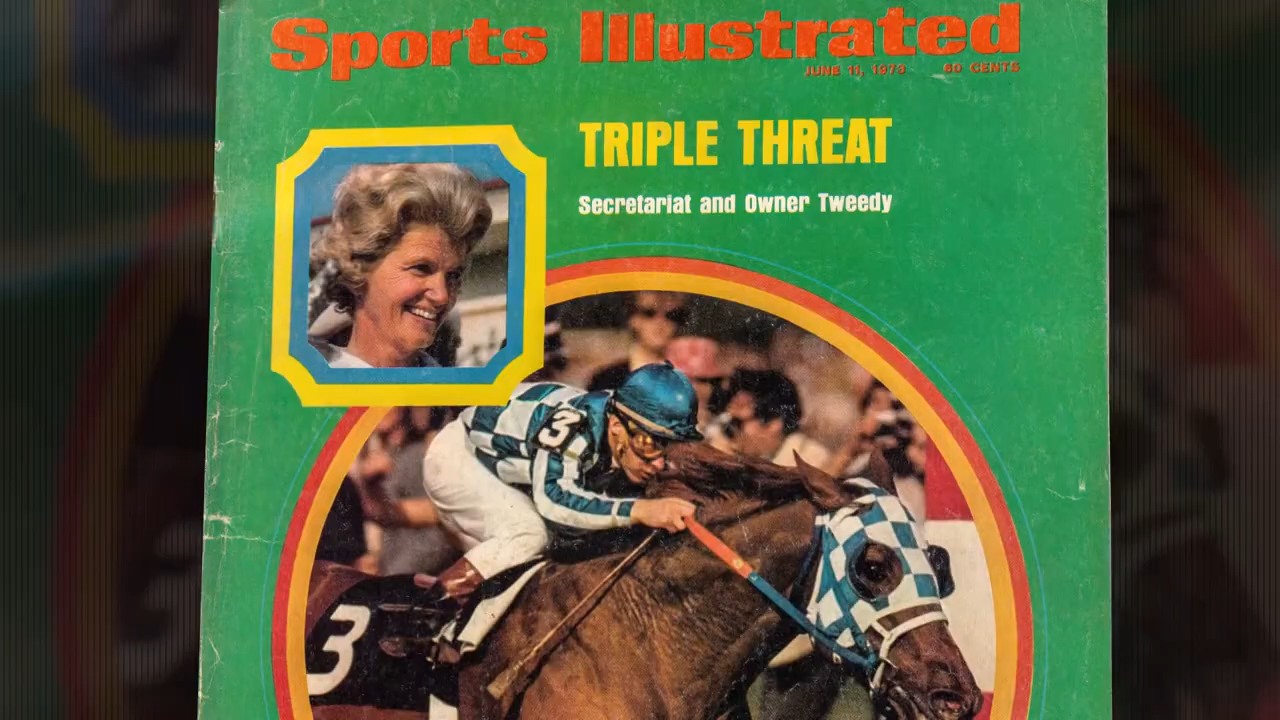 Sports Illustrated
JUNE 11, 1973 60 CENTS
TRIPLE THREAT
Secretariat and Owner Tweedy
3
3